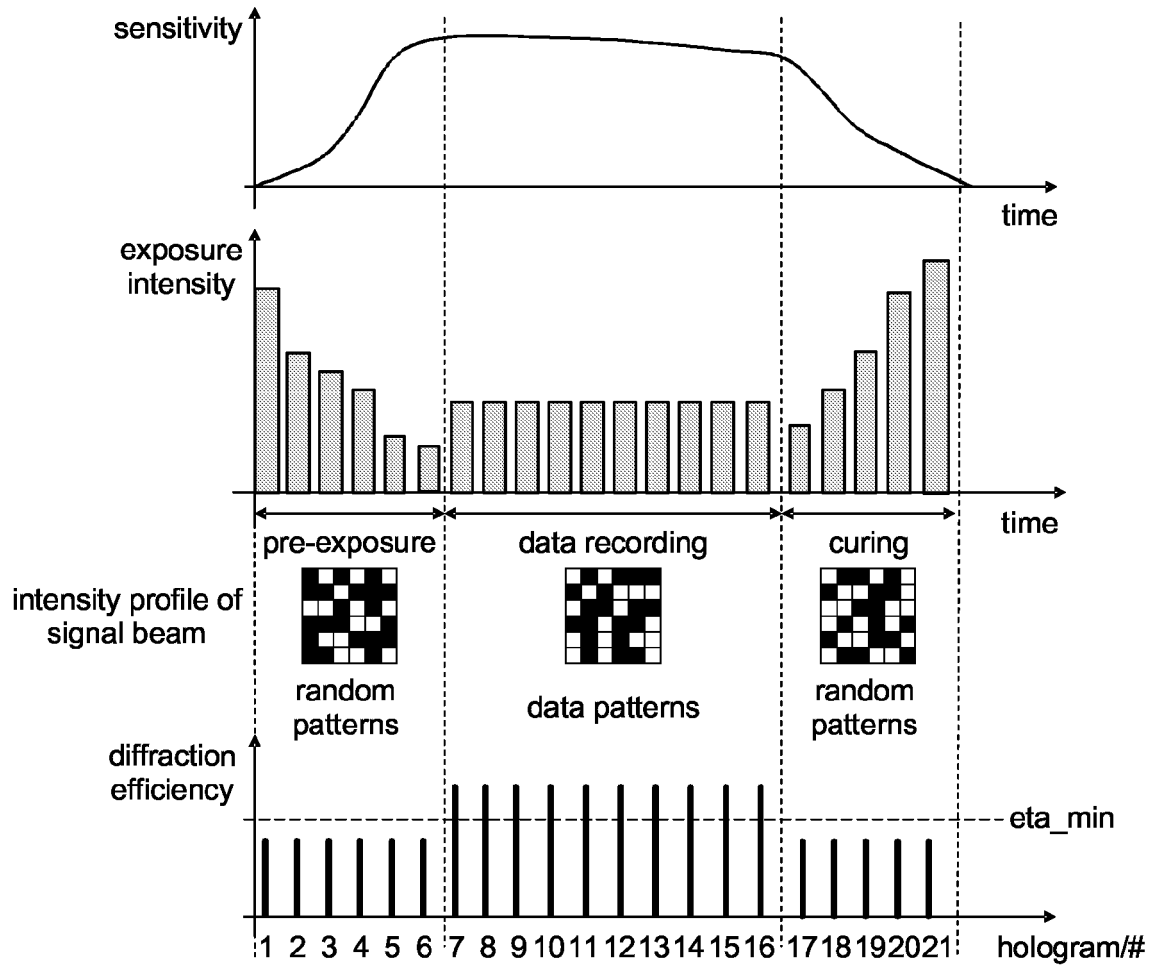 sensitivity
time
exposure
intensity
time
pre-exposure
data recording
curing
intensity profile of
signal beam
random
patterns
data patterns
random
patterns
diffraction
efficiency
eta_min
1 2 3 4 5 6 7 8 9 10 11 12 13 14 15 16 17 18 19 20 21 hologram/#